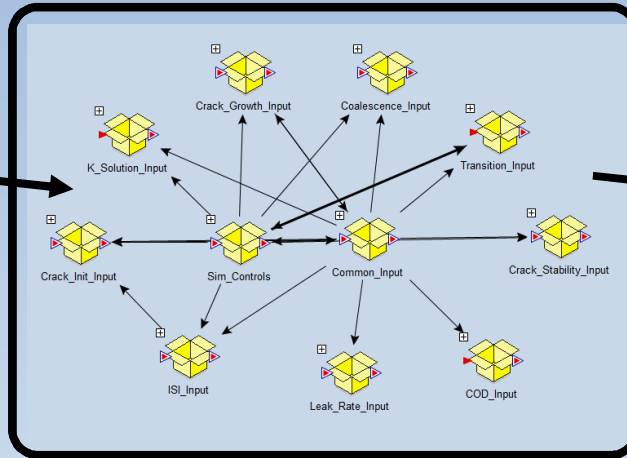 Crack_Growth_Input
Coalescence_Input
K_Solution_Input
Transition_Input
Crack_Init_Input
Sim_Controls
Common_Input
Crack_Stability_Input
ISI_Input
Leak_Rate_Input
COD_Input